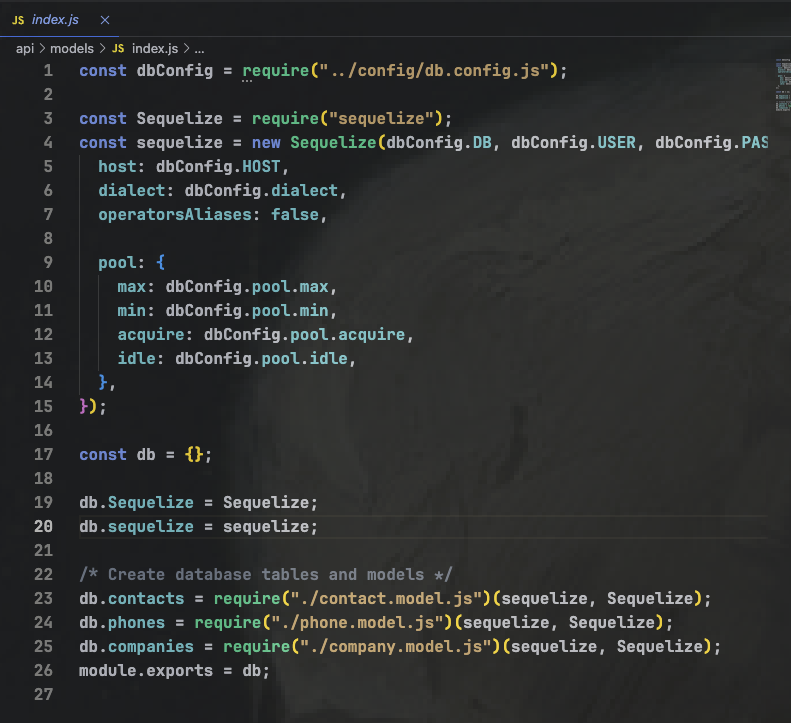 JS index.js ×
api > models > JS index.js > ...
1 const dbConfig = require("../config/db.config.js");
2
3 const Sequelize = require("sequelize");
4 const sequelize = new Sequelize(dbConfig.DB, dbConfig.USER, dbConfig.PAS
5 host: dbConfig.HOST,
6 dialect: dbConfig.dialect,
7 operatorsAliases: false,
8
9 pool: {
10 max: dbConfig.pool.max,
11 min: dbConfig.pool.min,
12 acquire: dbConfig.pool.acquire,
13 idle: dbConfig.pool.idle,
14 },
15 });
16
17 const db = {};
18
19 db.Sequelize = Sequelize;
20 db.sequelize = sequelize;
21
22 /* Create database tables and models */
23 db.contacts = require("./contact.model.js")(sequelize, Sequelize);
24 db.phones = require("./phone.model.js")(sequelize, Sequelize);
25 db.companies = require("./company.model.js")(sequelize, Sequelize);
26 module.exports = db;
27